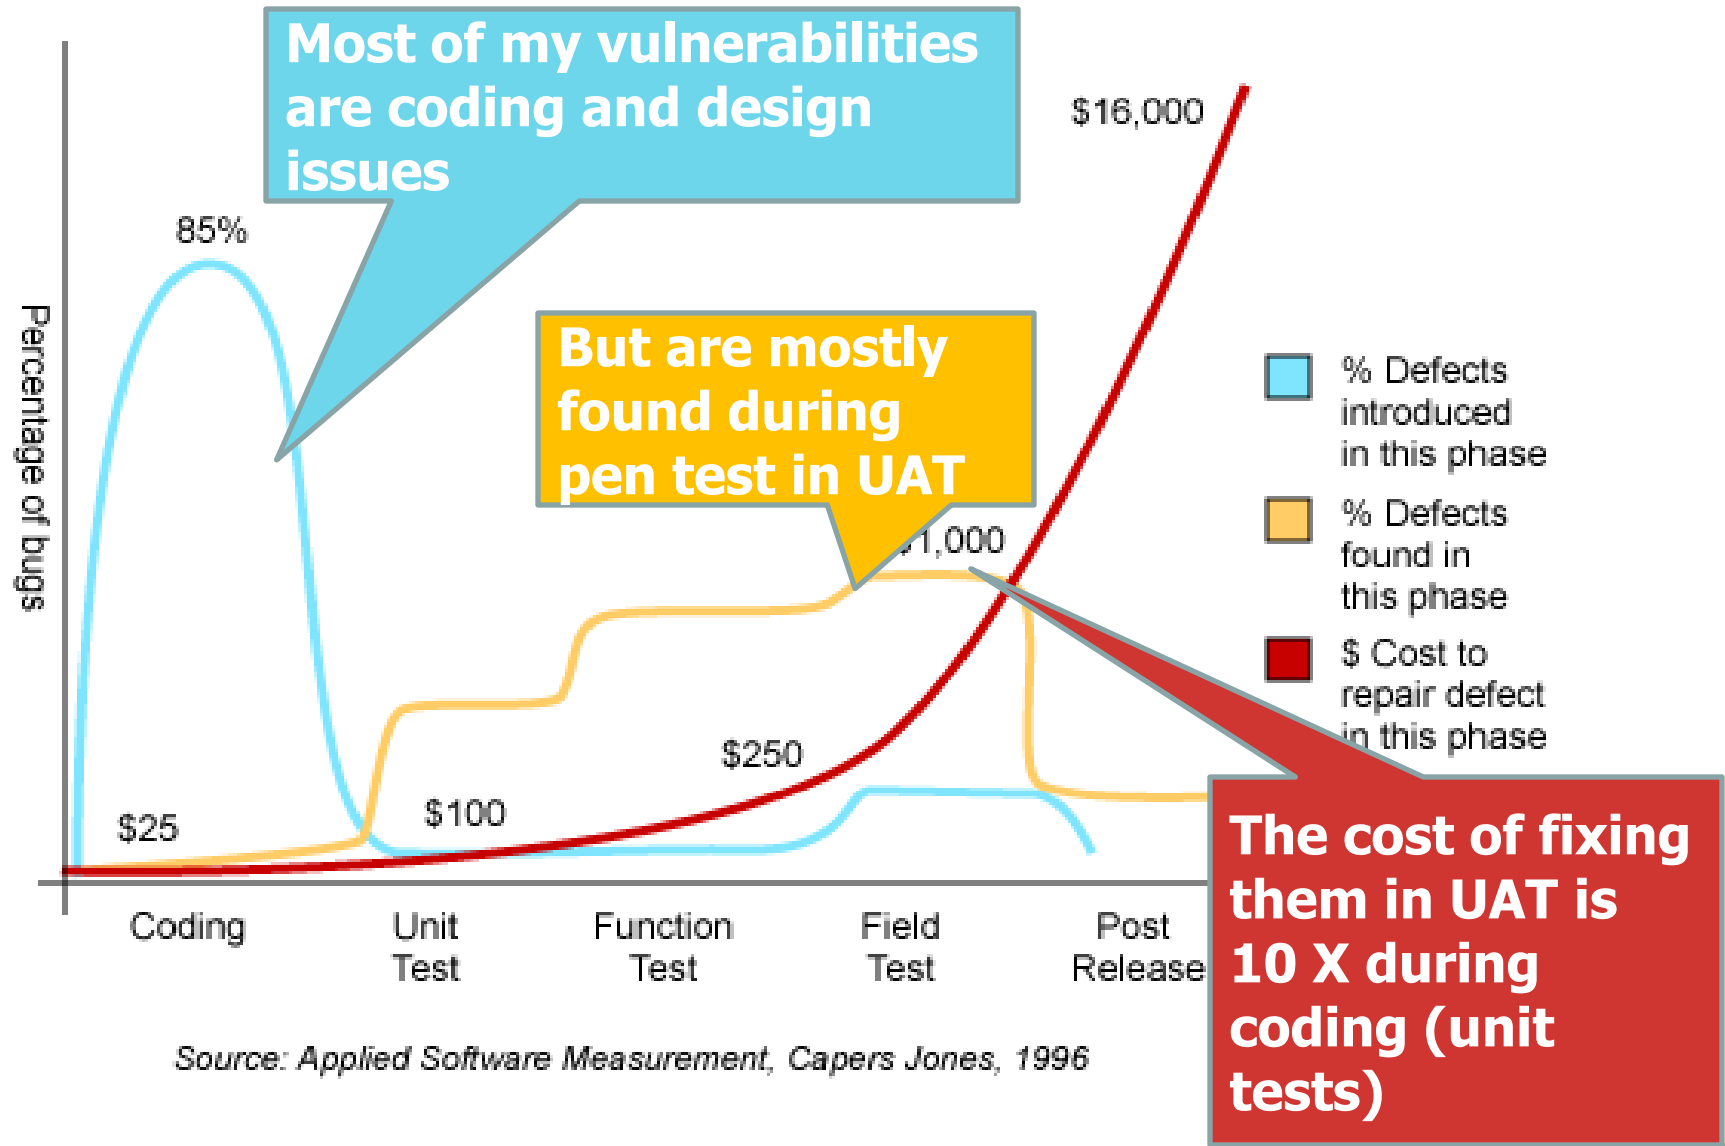 Most of my vulnerabilities
are coding and design
issues
$16,000
85%
But are mostly
found during
pen test in UAT
$1,000
Percentage of bugs
% Defects
introduced
in this phase
% Defects
found in
this phase
$ Cost to
repair defect
in this phase
$250
$100
$25
The cost of fixing
them in UAT is
10 X during
coding (unit
tests)
Coding
Unit
Test
Function
Test
Field
Test
Post
Release
Source: Applied Software Measurement, Capers Jones, 1996